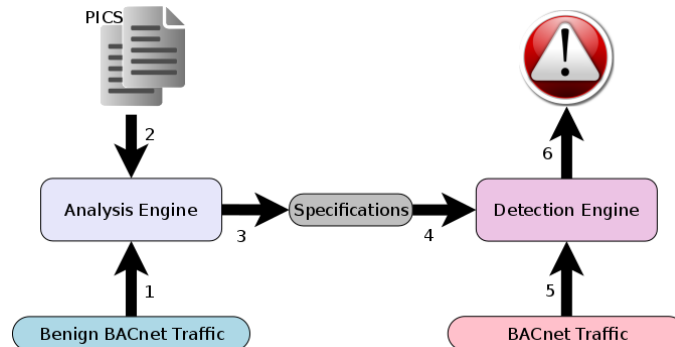 PICS
2
6
Analysis Engine
Specifications
Detection Engine
3
4
1
5
Benign BACnet Traffic
BACnet Traffic